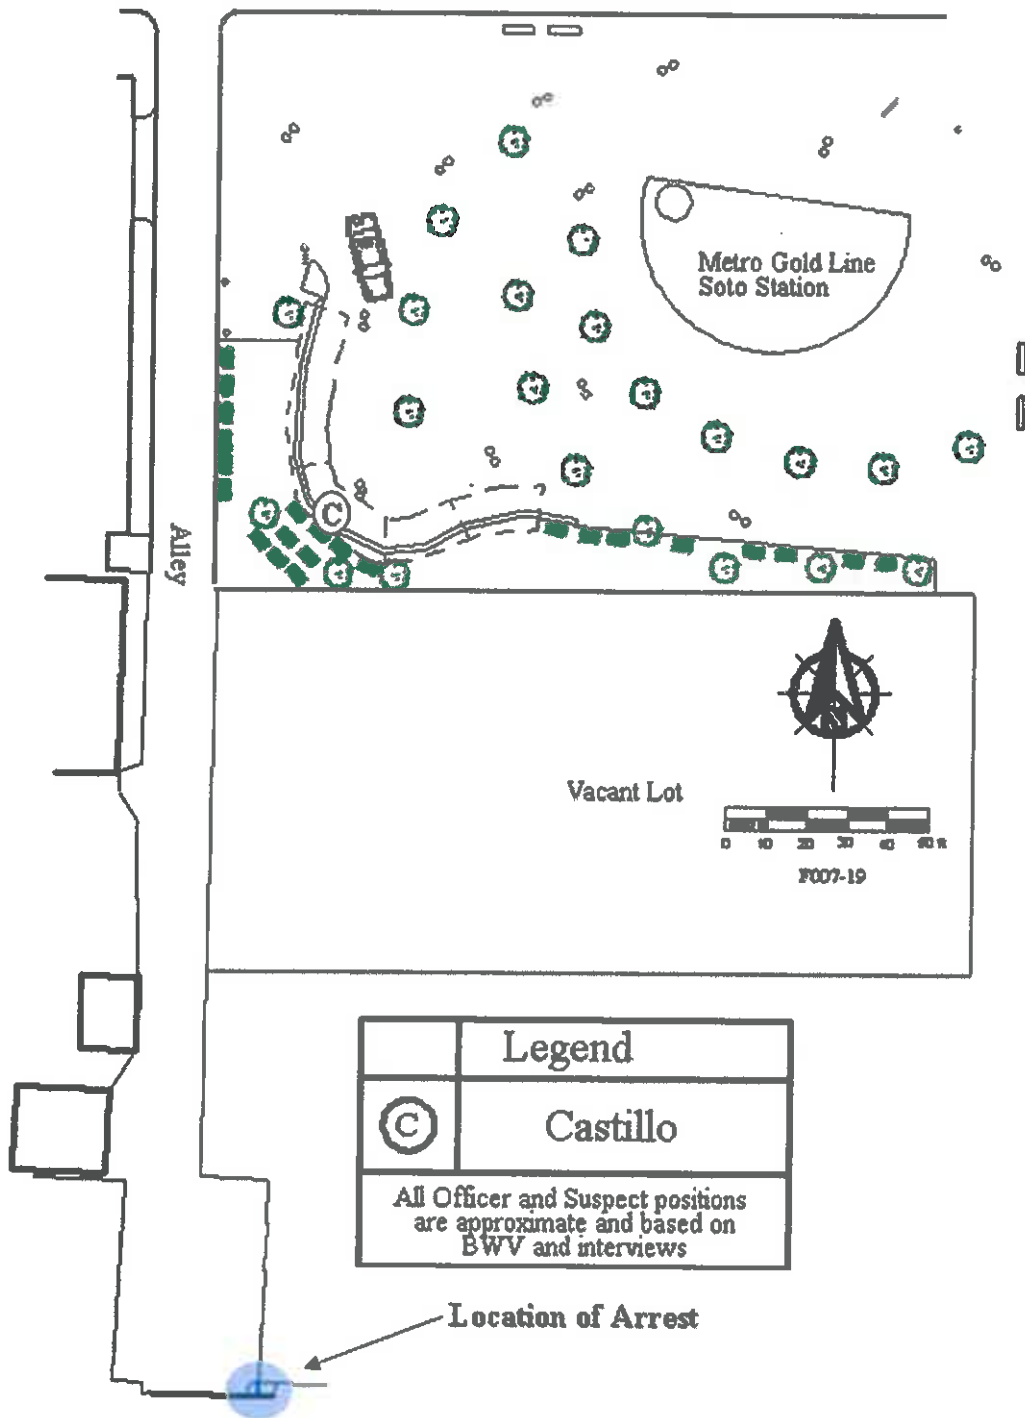 Metro Gold Line
Soto Station
C
Alley
N
Vacant Lot
0 10 20 30 40 50 ft
F007-19
Legend
C
Castillo
All Officer and Suspect positions
are approximate and based on
BWV and interviews
Location of Arrest